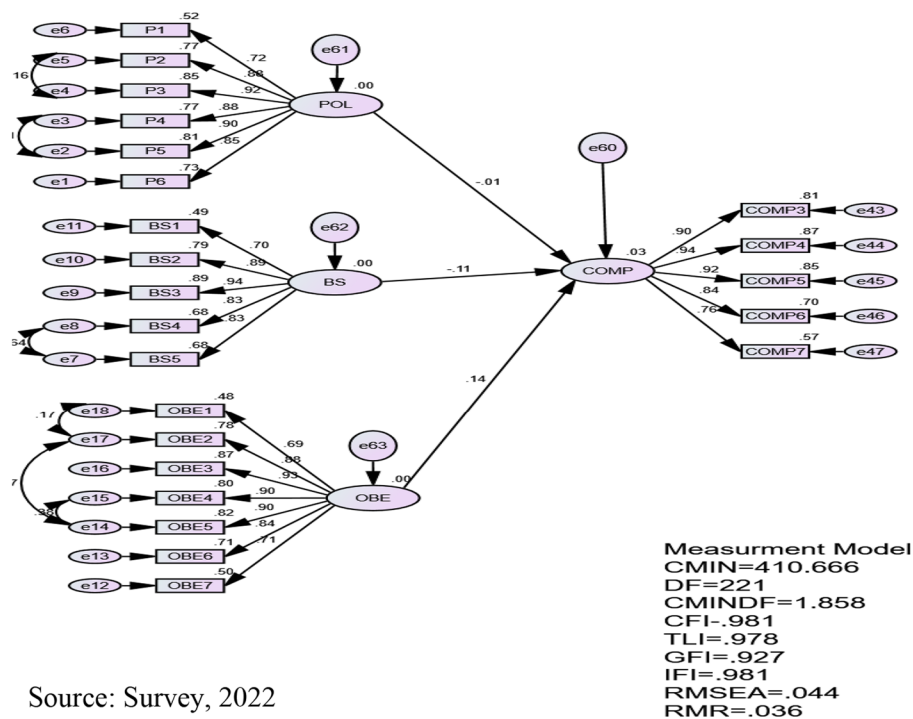 .52
e6 P1
e61
.77
.72
e5 P2
.88
.00
16
.85
.92
e4 P3
POL
.77
.88
e3 P4
.90
.81
.85
e2 P5
e60
.73
e1 P6
-.01
.49
.81
e11 BS1
e62
COMP3 e43
.70
.90
.79
.87
e10 BS2
.89
.00
.03
.94
COMP4 e44
.89
.94
BS
-.11
COMP
.92
.85
e9 BS3
COMP5 e45
.68
.83
.84
.70
e8 BS4
.83
COMP6 e46
64
.68
.76
.57
e7 BS5
COMP7 e47
.14
.48
e18 OBE1
.17
.78
.69
e63
e17 OBE2
.88
.87
.93
.00
e16 OBE3
7
.80
.90
e15 OBE4
OBE
.38
.82
.90
e14 OBE5
.84
.71
.71
e13 OBE6
.50
e12 OBE7
Measurment Model
CMIN=410.666
DF=221
CMINDF=1.858
CFI-.981
TLI=.978
GFI=.927
IFI=.981
RMSEA=.044
RMR=.036
Source: Survey, 2022